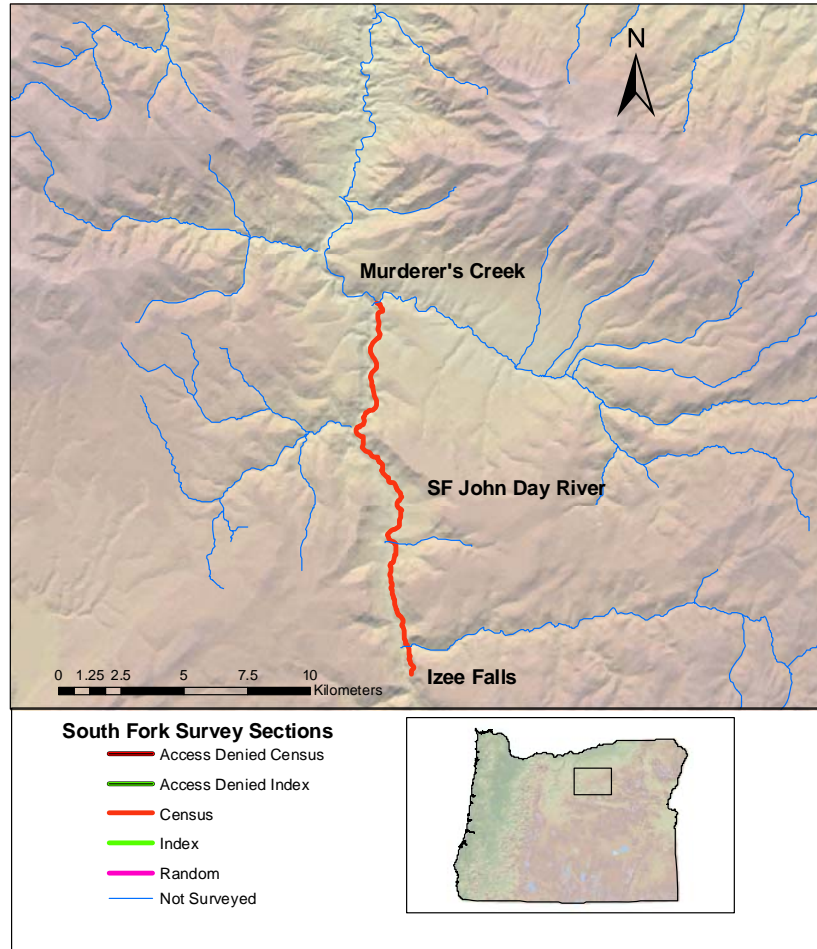 N
Murderer's Creek
SF John Day River
Izee Falls
0 1.25 2.5 5 7.5 10
Kilometers
South Fork Survey Sections
Access Denied Census
Access Denied Index
Census
Index
Random
Not Surveyed